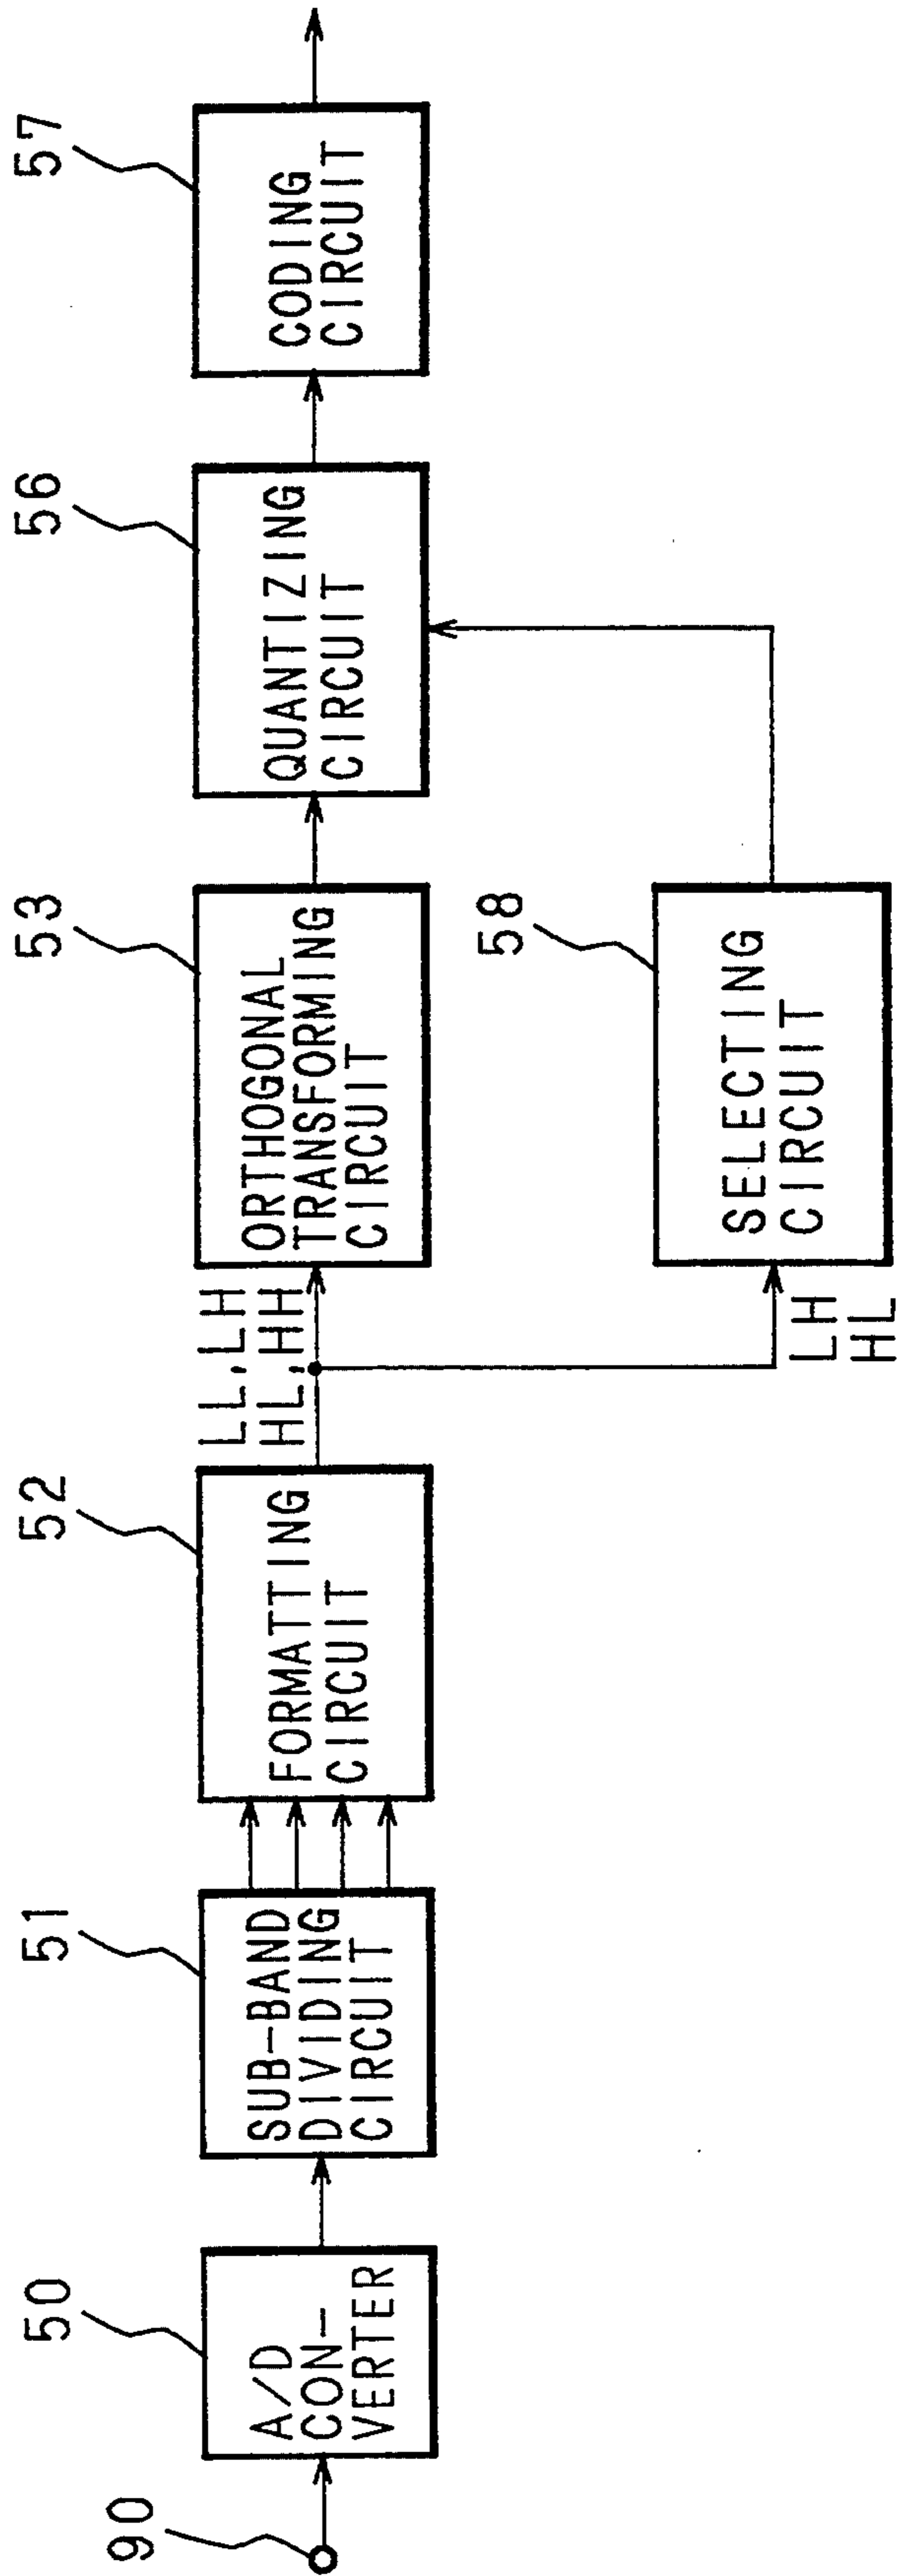 90
50
A/D
CON-
VERTER
51
SUB-BAND
DIVIDING
CIRCUIT
52
FORMATTING
CIRCUIT
LL, LH
HL, HH
53
ORTHOGONAL
TRANSFORMING
CIRCUIT
56
QUANTIZING
CIRCUIT
57
CODING
CIRCUIT
LH
HL
58
SELECTING
CIRCUIT